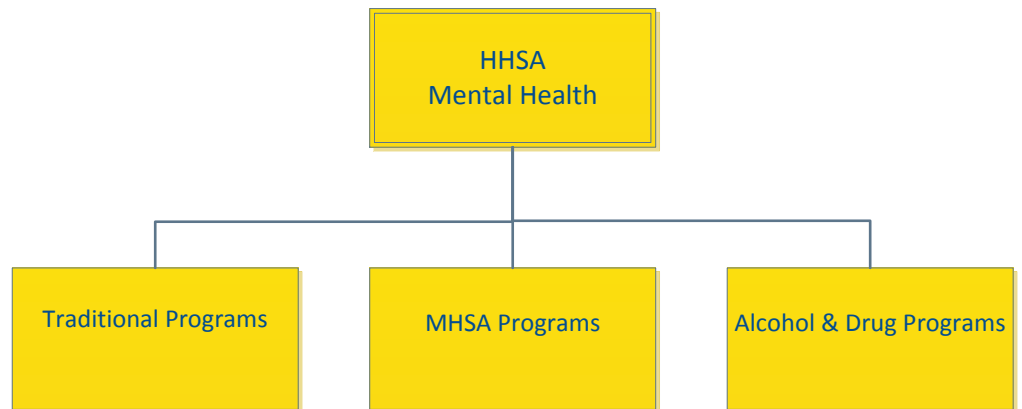 HHSA
Mental Health
Traditional Programs
MHSA Programs
Alcohol & Drug Programs